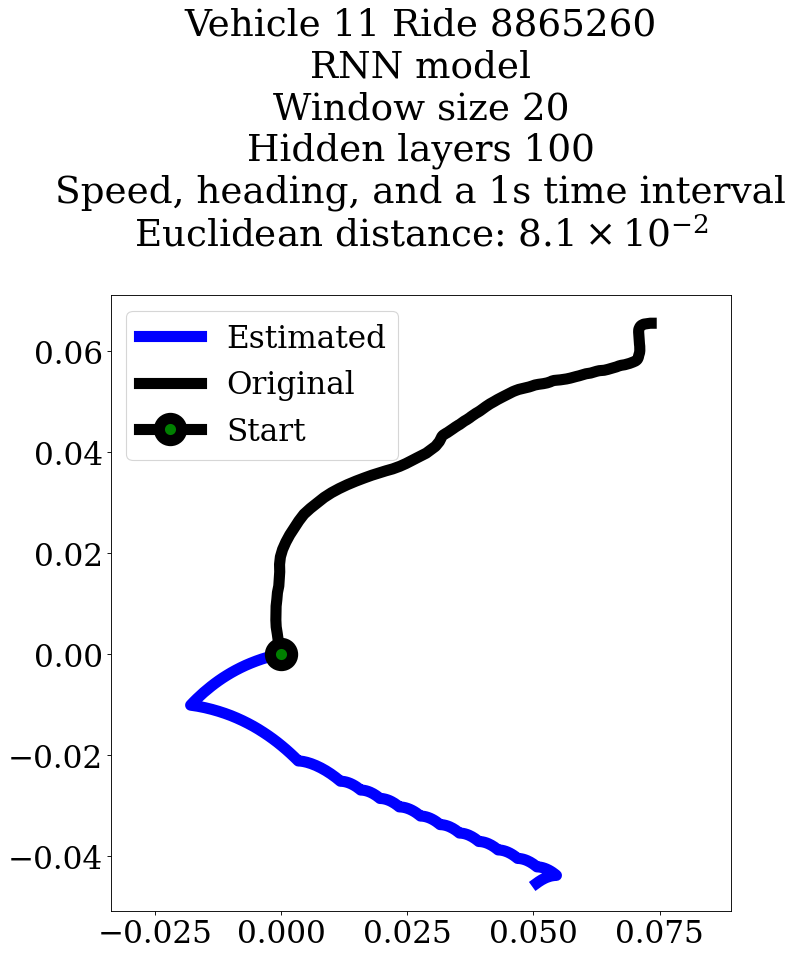 Vehicle 11 Ride 8865260
RNN model
Window size 20
Hidden layers 100
Speed, heading, and a 1s time interval
Euclidean distance: 8.1 × 10⁻²
Estimated
Original
Start
0.06
0.04
0.02
0.00
−0.02
−0.04
−0.025 0.000 0.025 0.050 0.075